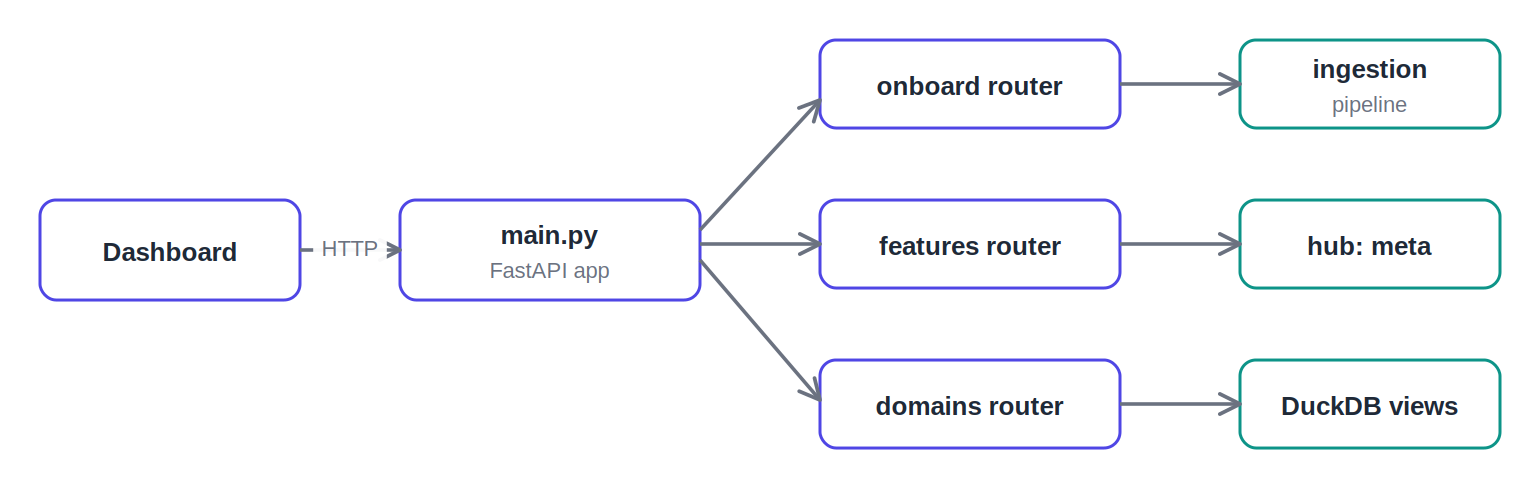 Dashboard
HTTP
main.py
FastAPI app
onboard router
ingestion
pipeline
features router
hub: meta
domains router
DuckDB views